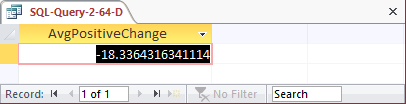 SQL-Query-2-64-D
AvgPositiveChange
-18.3364316341114
Record: 1 of 1 No Filter Search